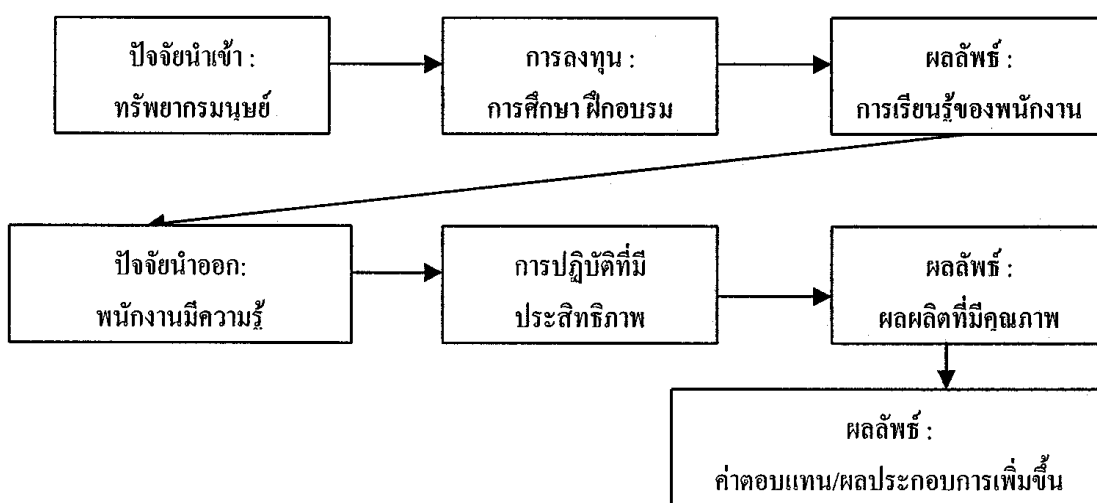 ปัจจัยนำเข้า :
ทรัพยากรมนุษย์
การลงทุน :
การศึกษา ฝึกอบรม
ผลลัพธ์ :
การเรียนรู้ของพนักงาน
ปัจจัยนำออก:
พนักงานมีความรู้
การปฏิบัติที่มี
ประสิทธิภาพ
ผลลัพธ์ :
ผลผลิตที่มีคุณภาพ
ผลลัพธ์ :
ค่าตอบแทน/ผลประกอบการเพิ่มขึ้น